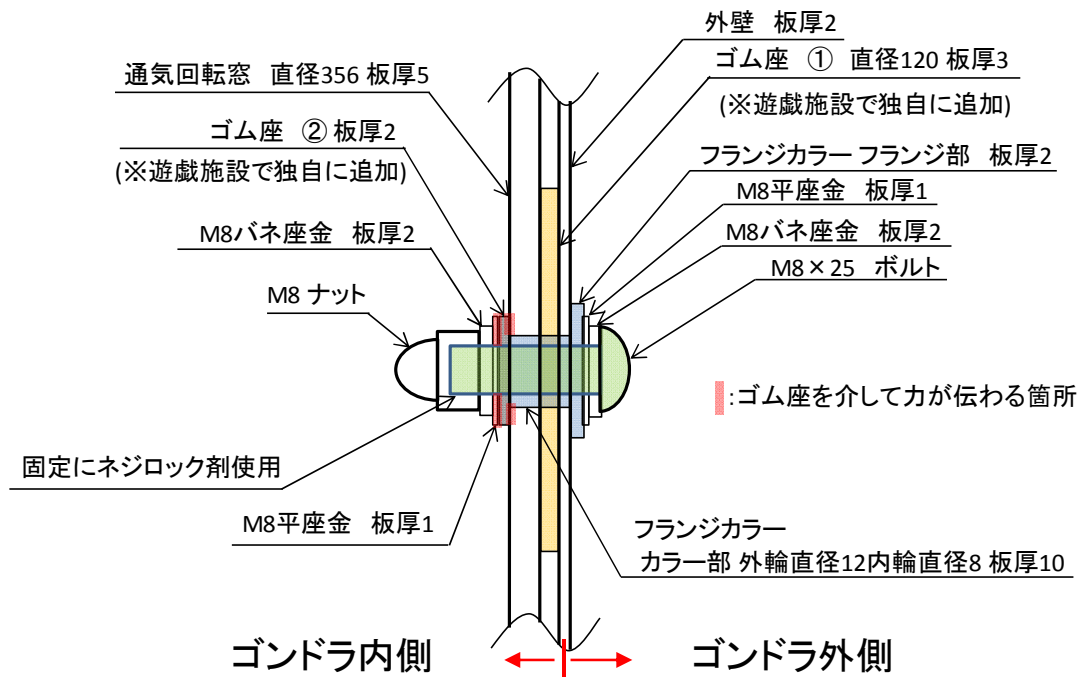 外壁 板厚2
通気回転窓 直径356 板厚5
ゴム座 ① 直径120 板厚3
(※遊戯施設で独自に追加)
ゴム座 ② 板厚2
(※遊戯施設で独自に追加)
フランジカラー フランジ部 板厚2
M8平座金 板厚1
M8バネ座金 板厚2
M8バネ座金 板厚2
M8×25 ボルト
M8 ナット
:ゴム座を介して力が伝わる箇所
固定にネジロック剤使用
M8平座金 板厚1
フランジカラー
カラー部 外輪直径12内輪直径8 板厚10
ゴンドラ内側
ゴンドラ外側